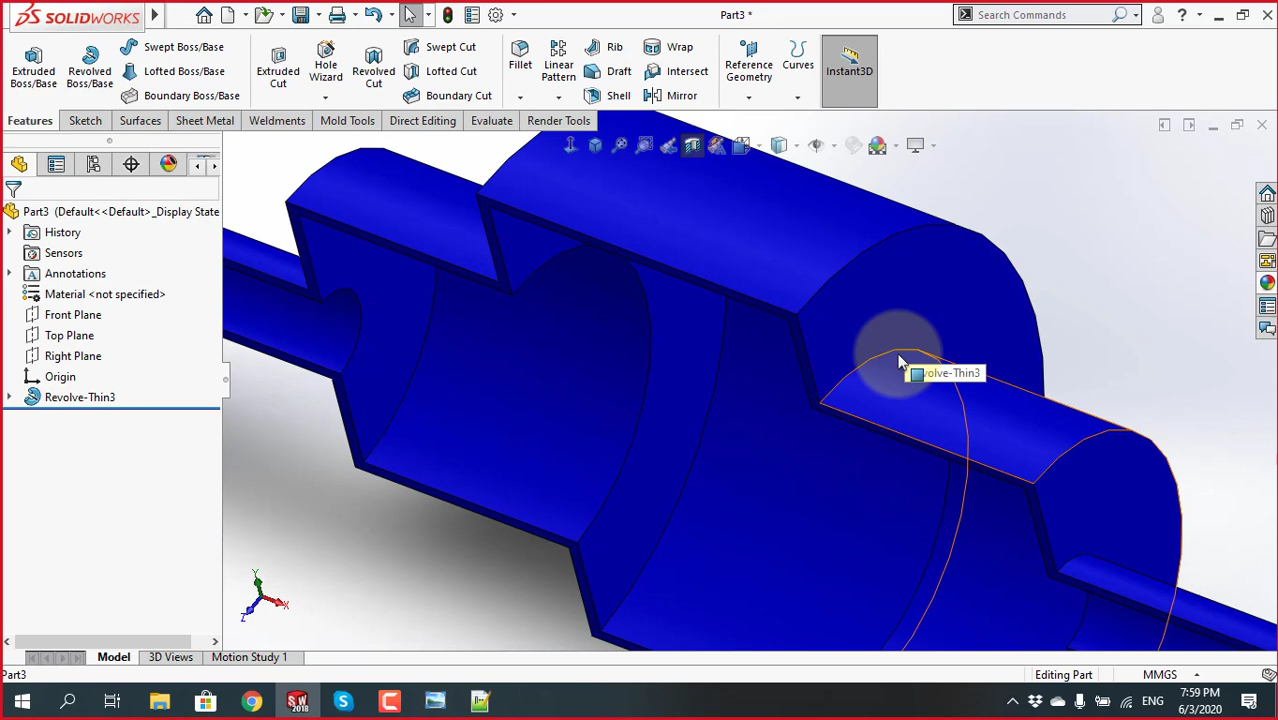 SOLIDWORKS
Part3 *
Search Commands
Extruded Boss/Base
Revolved Boss/Base
Swept Boss/Base
Lofted Boss/Base
Boundary Boss/Base
Extruded Cut
Hole Wizard
Revolved Cut
Swept Cut
Lofted Cut
Boundary Cut
Fillet
Linear Pattern
Rib
Draft
Shell
Wrap
Intersect
Mirror
Reference Geometry
Curves
Instant3D
Features
Sketch
Surfaces
Sheet Metal
Weldments
Mold Tools
Direct Editing
Evaluate
Render Tools
Part3 (Default<<Default>_Display State
History
Sensors
Annotations
Material <not specified>
Front Plane
Top Plane
Right Plane
Origin
Revolve-Thin3
volve-Thin3
Y
X
Z
Model
3D Views
Motion Study 1
Part3
Editing Part
MMGS
SW
2018
ENG
7:59 PM
6/3/2020